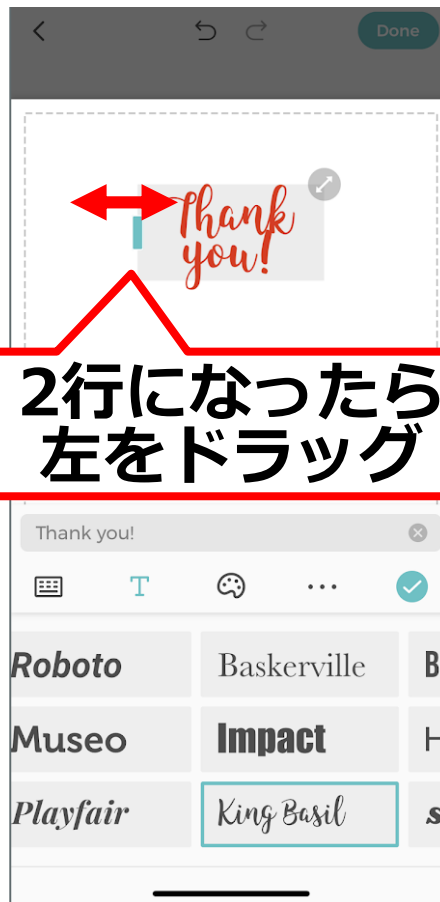 Done
Thank
you!
2行になったら
左をドラッグ
Thank you!
T
Roboto
Baskerville
B
Museo
Impact
H
Playfair
King Basil
s